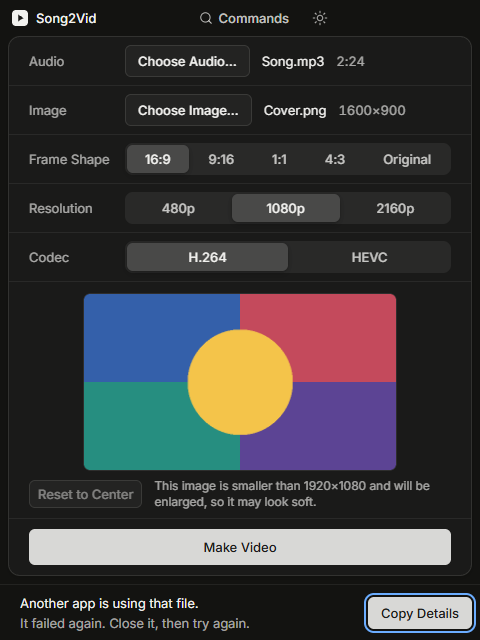 Song2Vid
Commands
Audio
Choose Audio...
Song.mp3
2:24
Image
Choose Image...
Cover.png
1600×900
Frame Shape
16:9
9:16
1:1
4:3
Original
Resolution
480p
1080p
2160p
Codec
H.264
HEVC
Reset to Center
This image is smaller than 1920×1080 and will be
enlarged, so it may look soft.
Make Video
Another app is using that file.
It failed again. Close it, then try again.
Copy Details